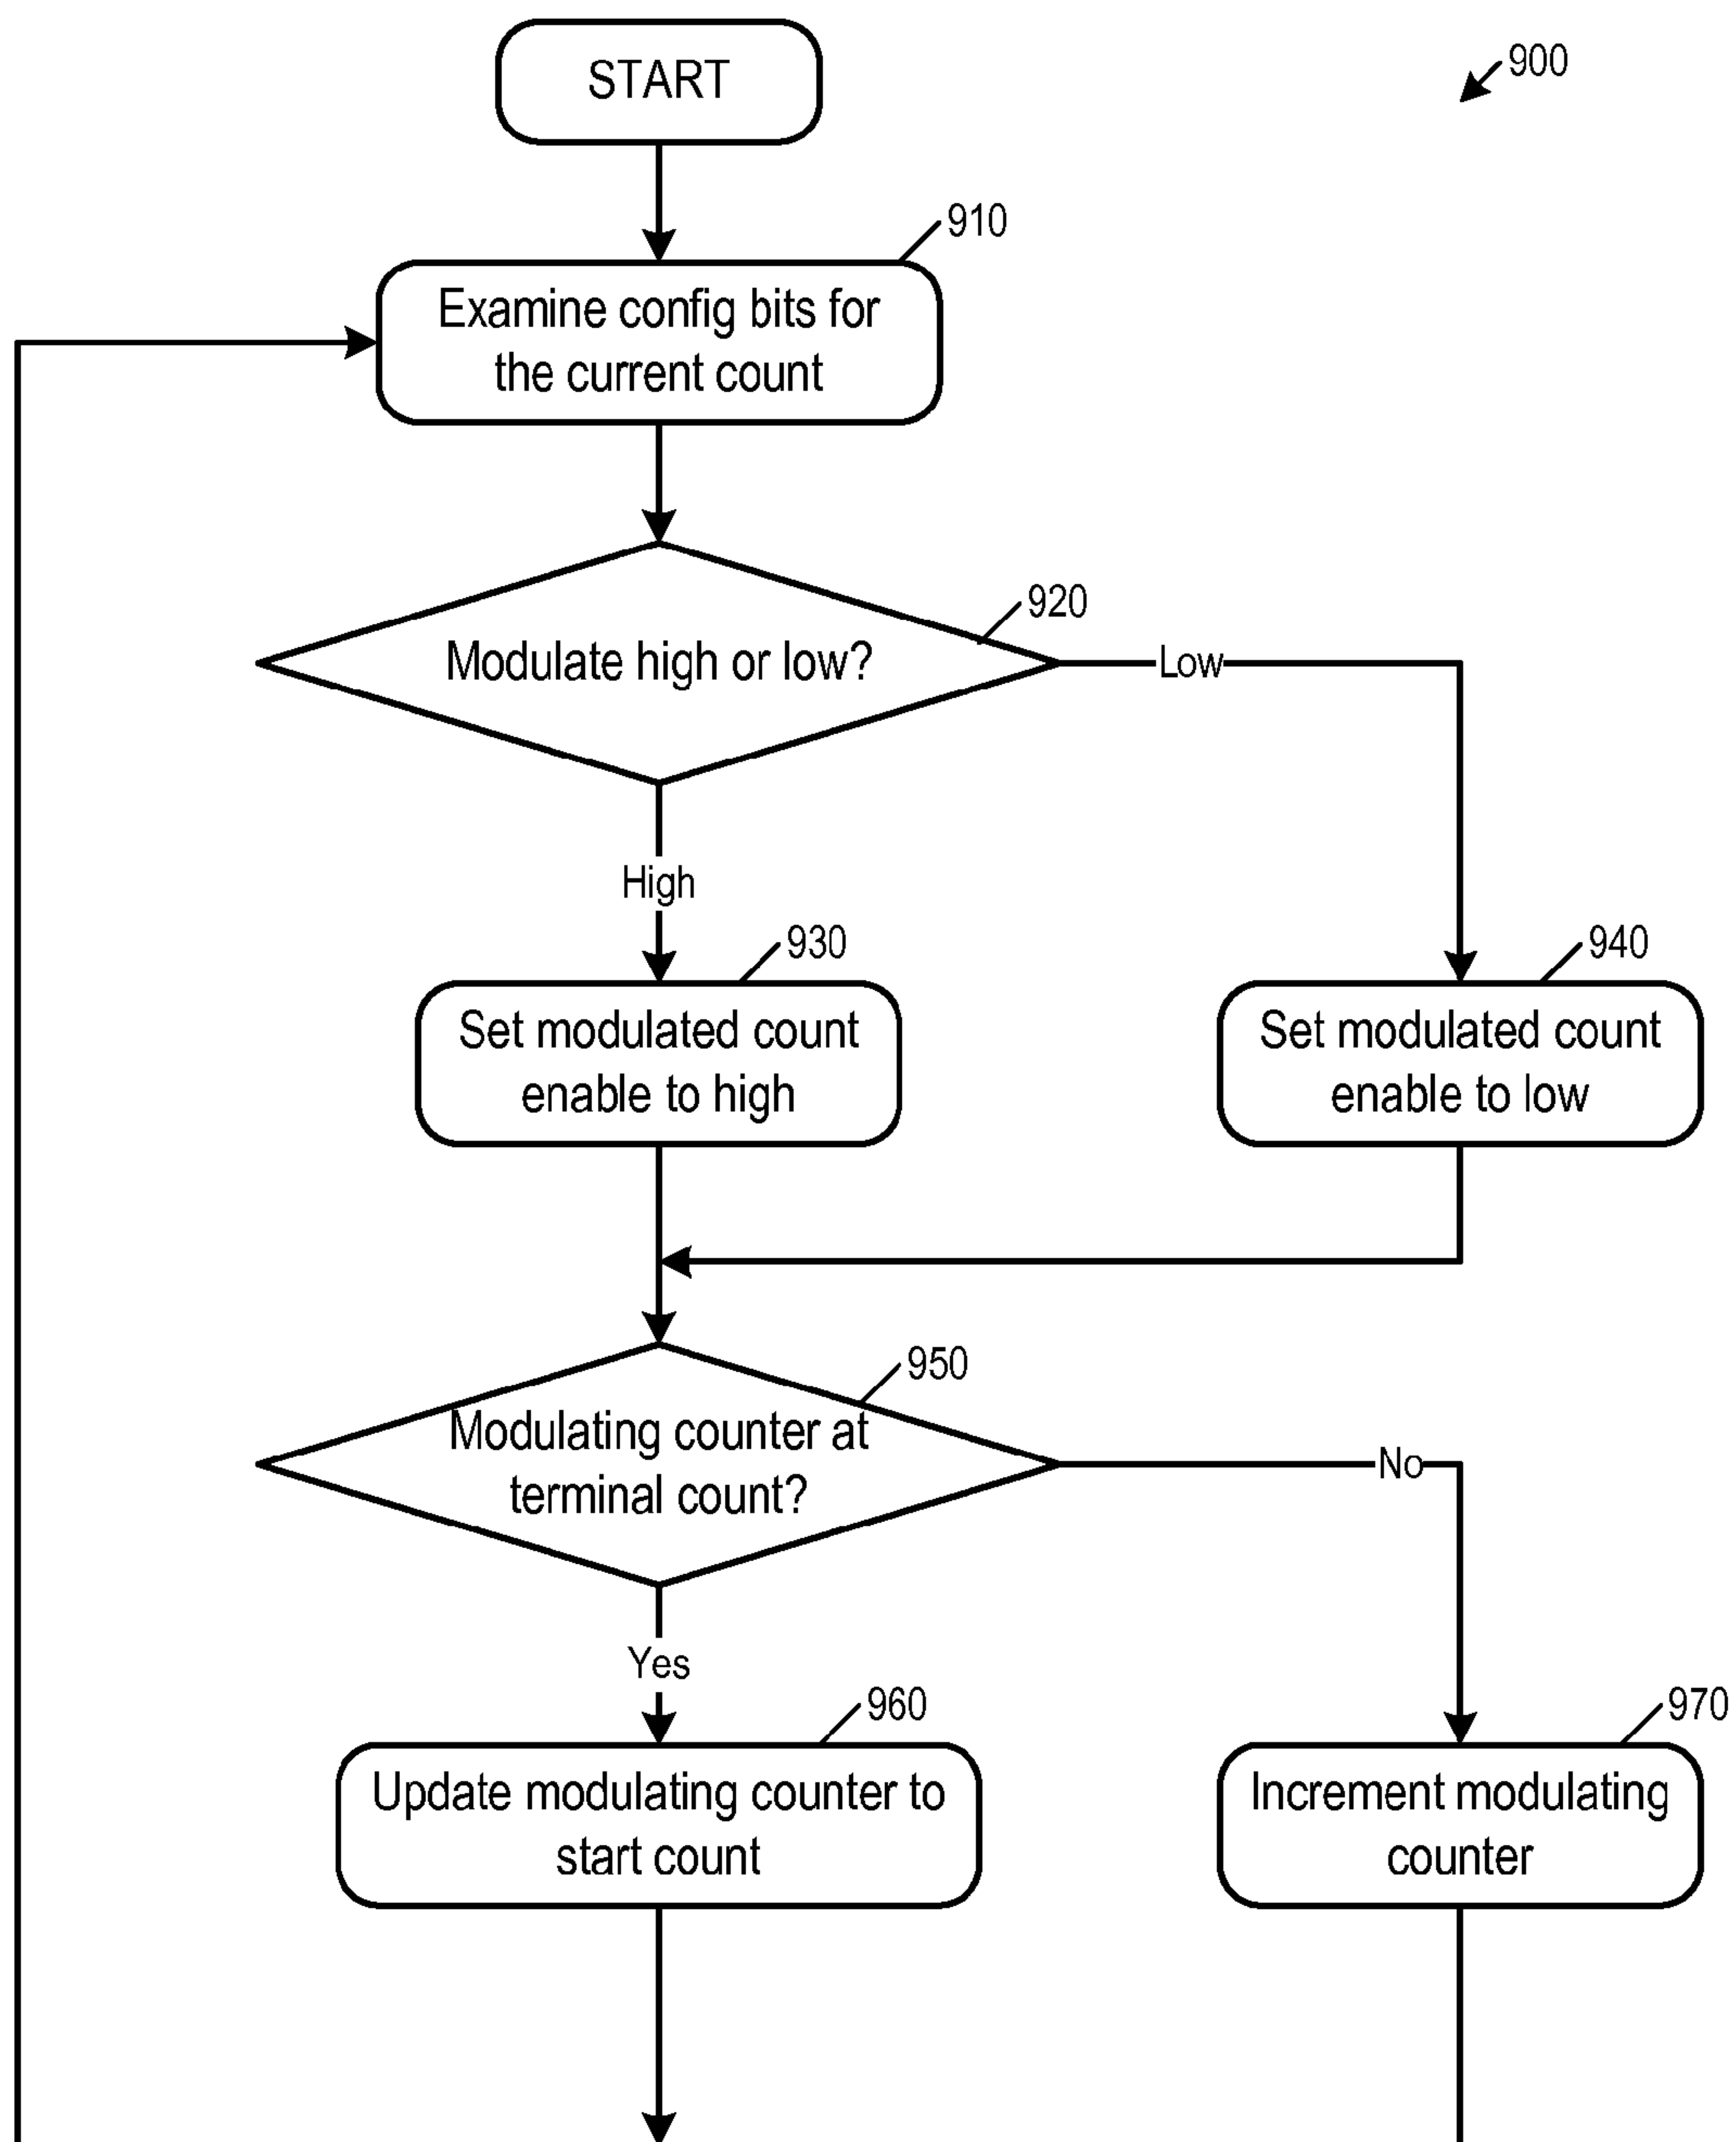 START
900
910
Examine config bits for
the current count
920
Modulate high or low?
Low
High
930
940
Set modulated count
enable to high
Set modulated count
enable to low
950
Modulating counter at
terminal count?
No
Yes
960
970
Update modulating counter to
start count
Increment modulating
counter